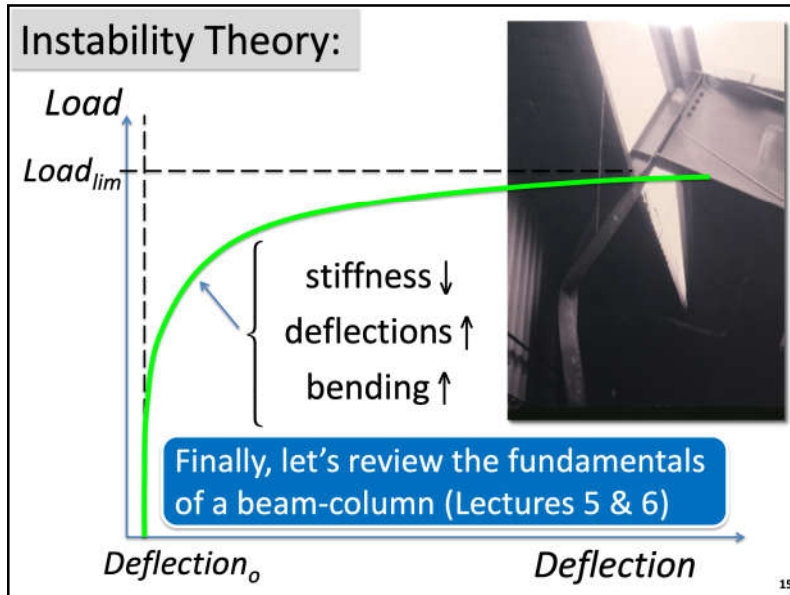 Instability Theory:
Load
Load_lim
stiffness ↓
deflections ↑
bending ↑
Finally, let's review the fundamentals
of a beam-column (Lectures 5 & 6)
Deflection_o
Deflection
15